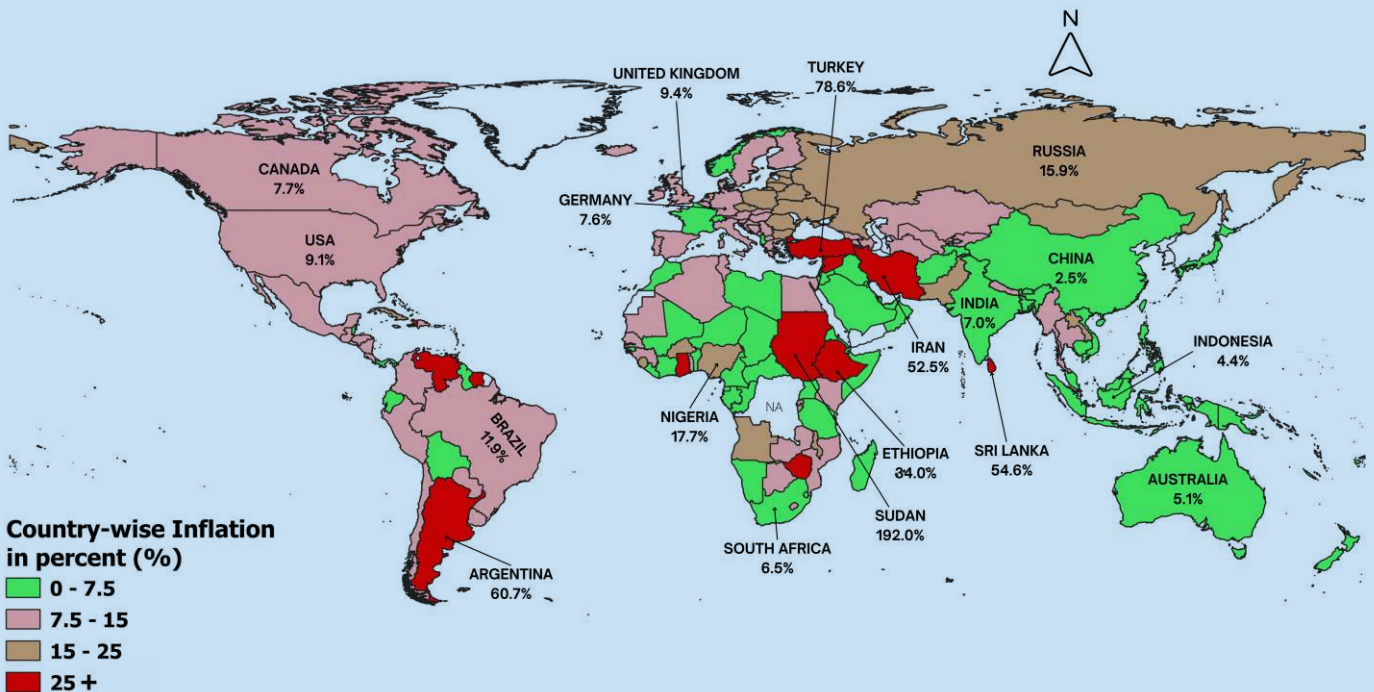 N
UNITED KINGDOM
9.4%
TURKEY
78.6%
CANADA
7.7%
RUSSIA
15.9%
GERMANY
7.6%
USA
9.1%
CHINA
2.5%
INDIA
7.0%
IRAN
52.5%
INDONESIA
4.4%
NIGERIA
17.7%
NA
BRAZIL
11.9%
ETHIOPIA
34.0%
SRI LANKA
54.6%
AUSTRALIA
5.1%
SUDAN
192.0%
SOUTH AFRICA
6.5%
ARGENTINA
60.7%
Country-wise Inflation
in percent (%)
0 - 7.5
7.5 - 15
15 - 25
25 +